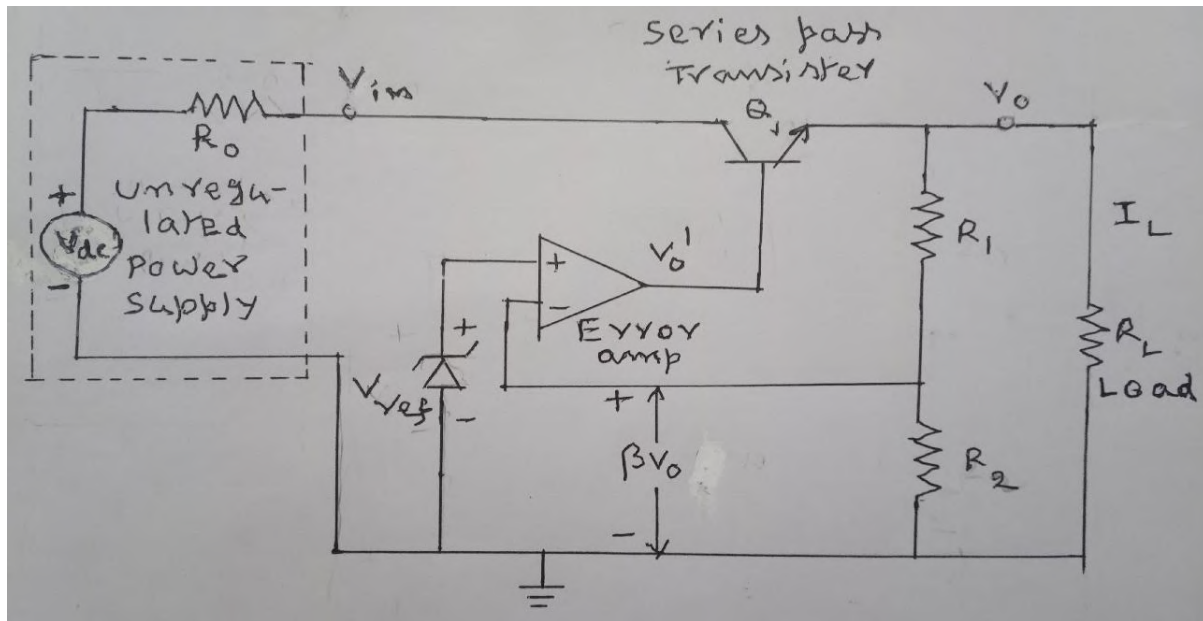 Series pass
Transister
Vin
Q1
Vo
Ro
+
unregu-
lated
Power
Supply
Vdc
-
+
-
Vo'
Error
amp
R1
IL
RL
Load
+
Vref
-
+
βVo
-
R2